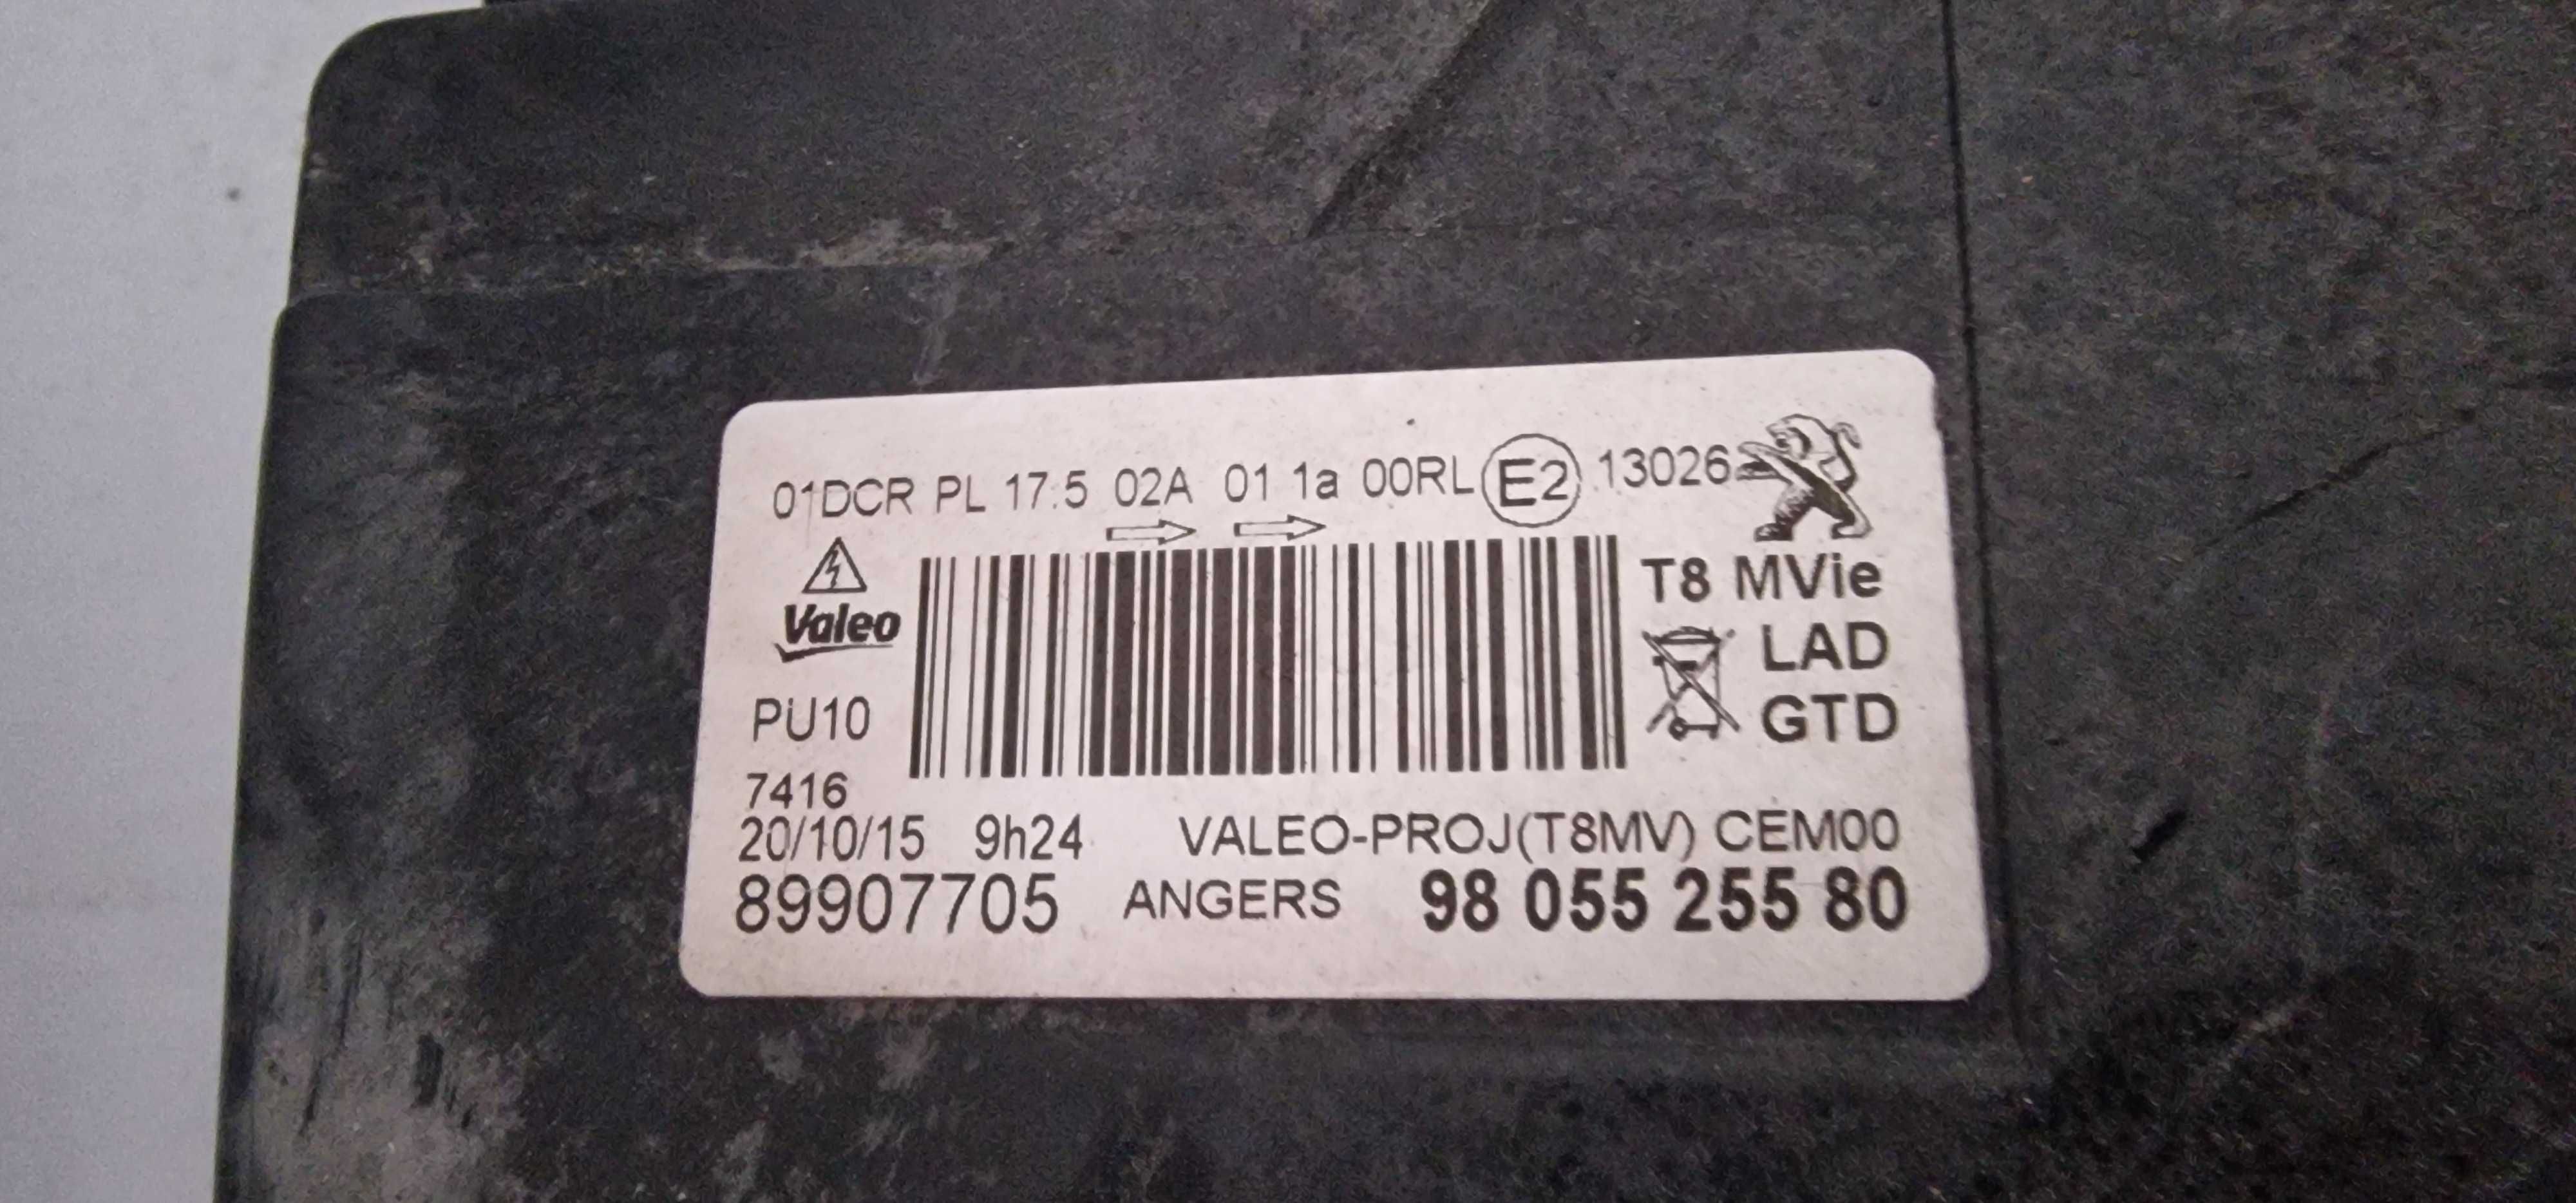 01DCR PL 17.5 02A 01 1a 00RL E2 13026
Valeo
T8 MVie
LAD
GTD
PU10
7416
20/10/15 9h24 VALEO-PROJ(T8MV) CEM00
89907705 ANGERS 98 055 255 80